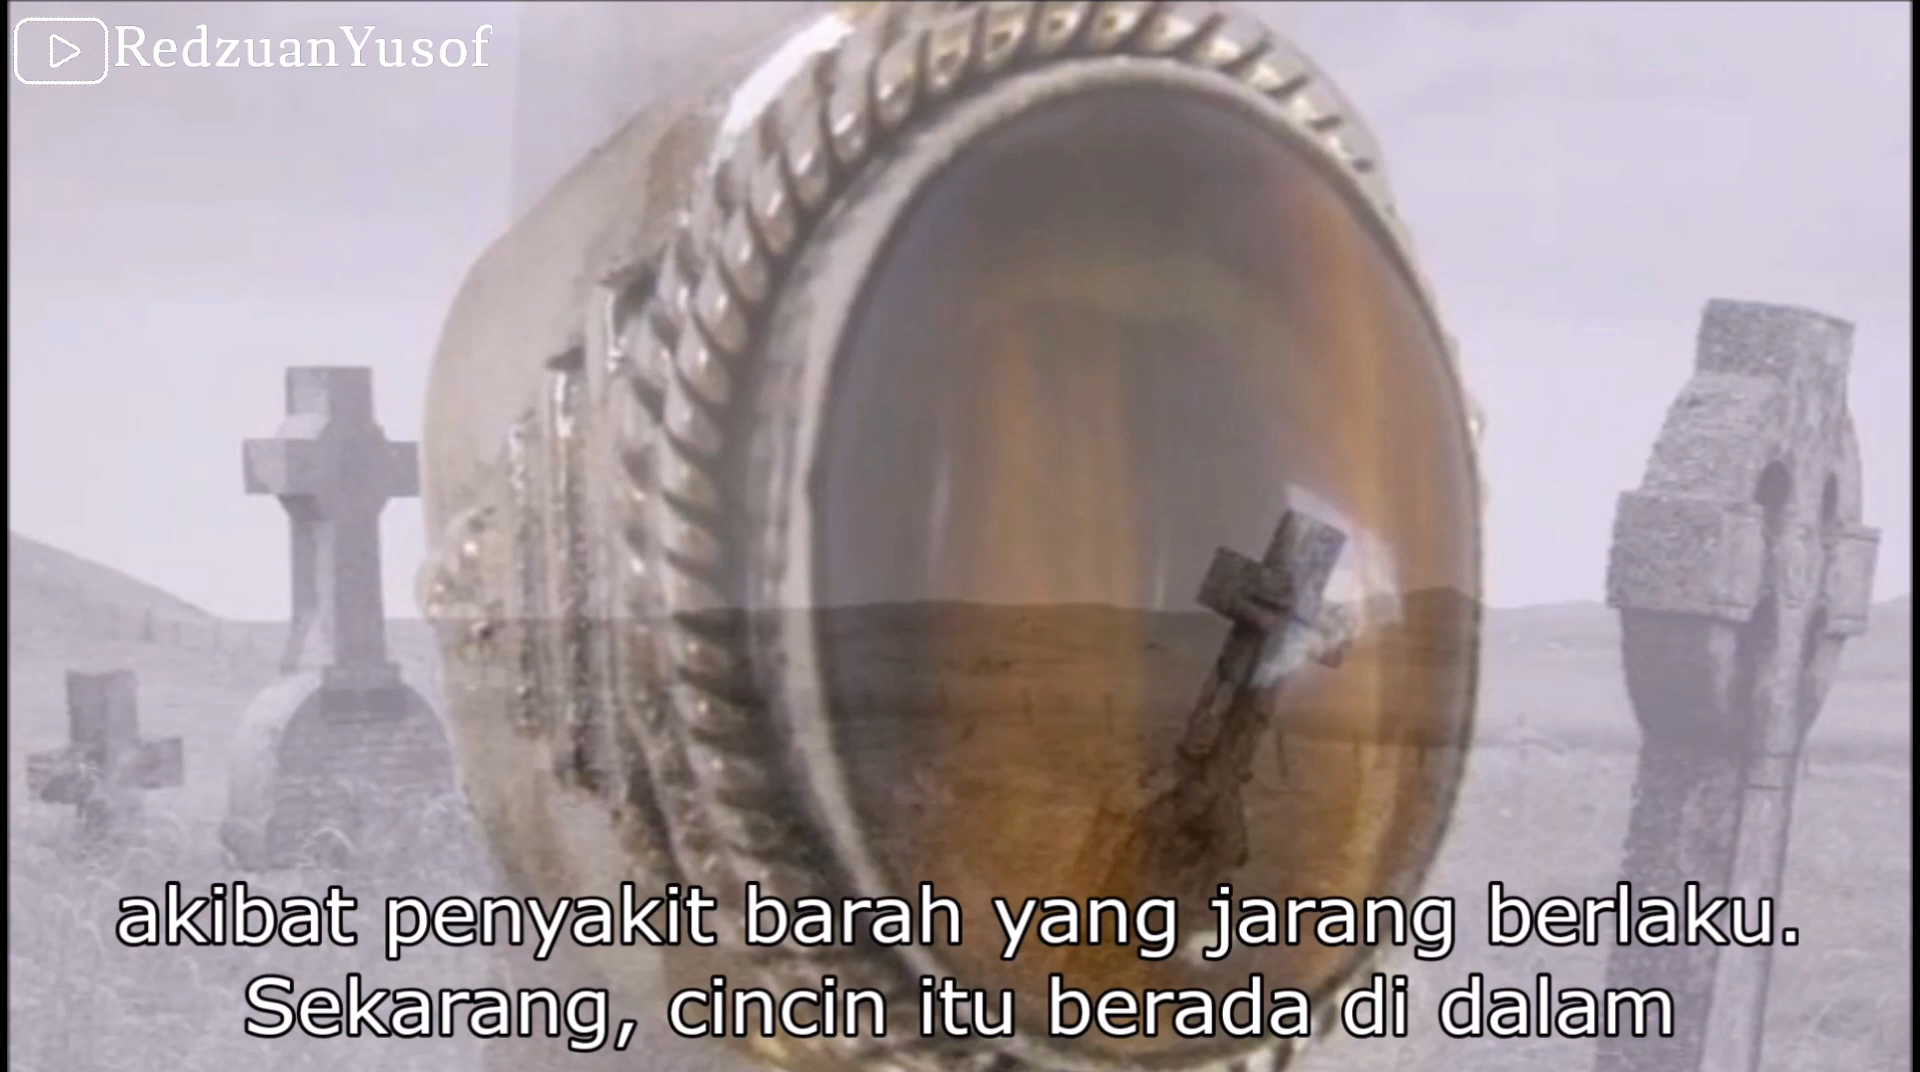 RedzuanYusof
akibat penyakit barah yang jarang berlaku.
Sekarang, cincin itu berada di dalam